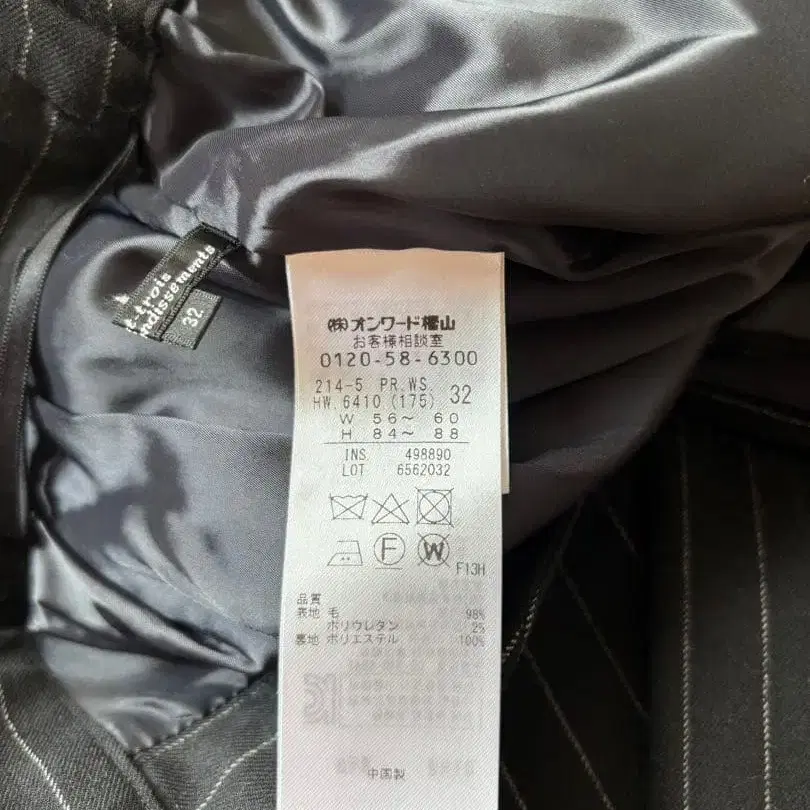 t.trois
ndissements
32
㈱オンワード樫山
お客様相談室
0120-58-6300
214-5 PR.WS.
HW.6410(175) 32
W 56〜 60
H 84〜 88
INS 498890
LOT 6562032
F
W
F13H
品質
表地 毛 98%
ポリウレタン 2%
裏地 ポリエステル 100%
中国製